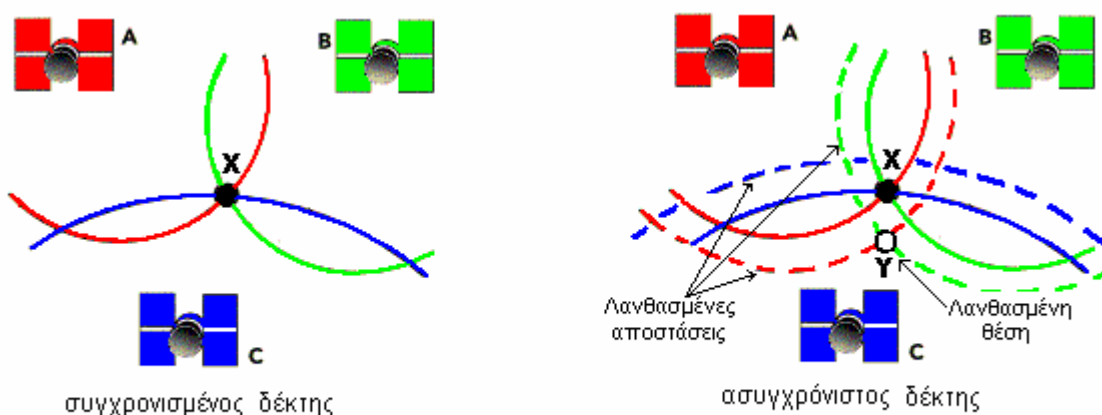 A
B
X
C
συγχρονισμένος δέκτης
A
B
X
Y
Λανθασμένες
αποστάσεις
Λανθασμένη
θέση
C
ασυγχρόνιστος δέκτης